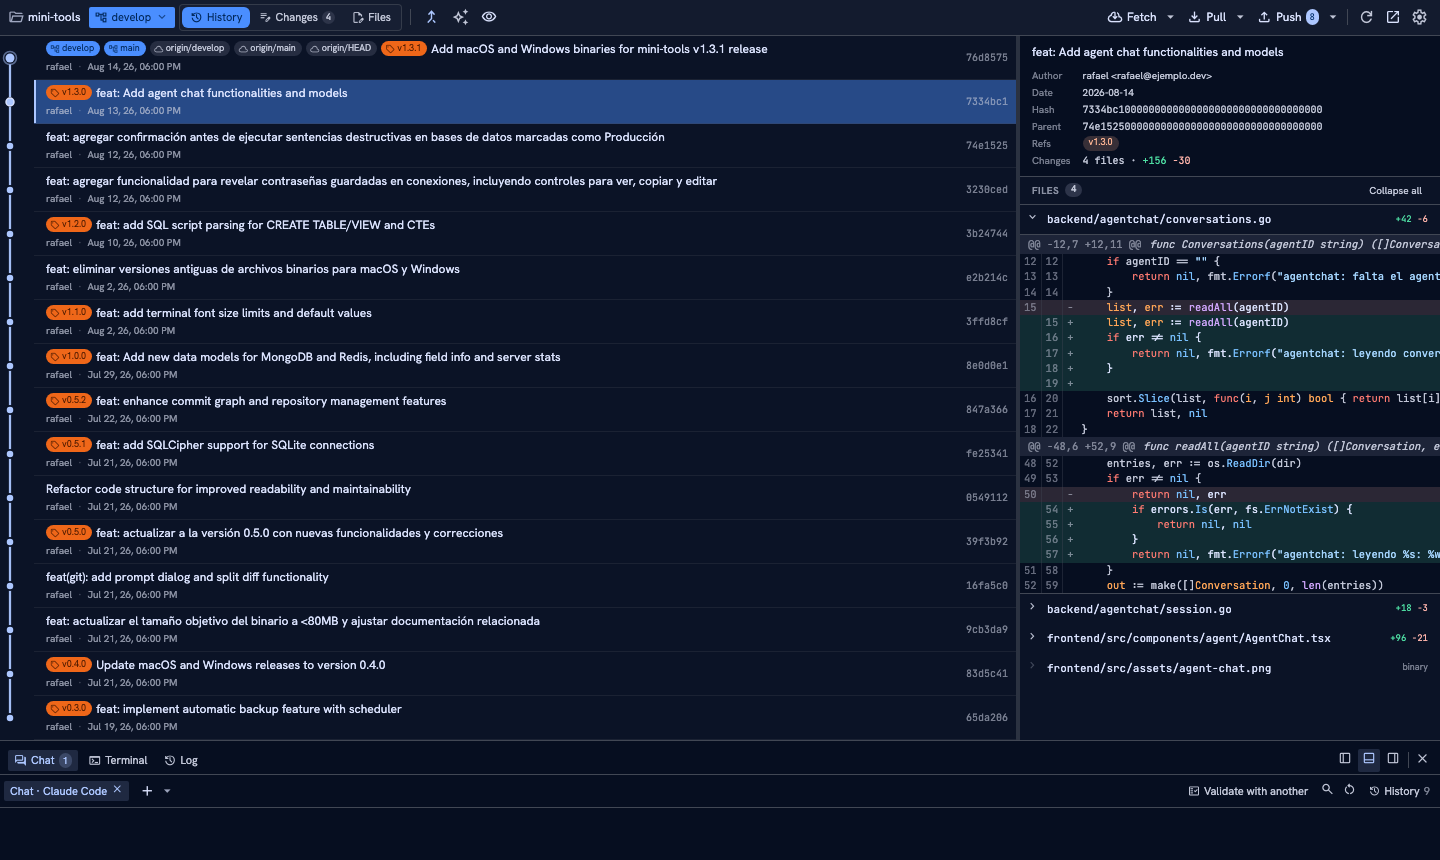 mini-tools develop History Changes 4 Files Fetch Pull Push 8
develop main origin/develop origin/main origin/HEAD v1.3.1 Add macOS and Windows binaries for mini-tools v1.3.1 release
rafael · Aug 14, 26, 06:00 PM 76d8575
v1.3.0 feat: Add agent chat functionalities and models
rafael · Aug 13, 26, 06:00 PM 7334bc1
feat: agregar confirmación antes de ejecutar sentencias destructivas en bases de datos marcadas como Producción
rafael · Aug 12, 26, 06:00 PM 74e1525
feat: agregar funcionalidad para revelar contraseñas guardadas en conexiones, incluyendo controles para ver, copiar y editar
rafael · Aug 12, 26, 06:00 PM 3230ced
v1.2.0 feat: add SQL script parsing for CREATE TABLE/VIEW and CTEs
rafael · Aug 10, 26, 06:00 PM 3b24744
feat: eliminar versiones antiguas de archivos binarios para macOS y Windows
rafael · Aug 2, 26, 06:00 PM e2b214c
v1.1.0 feat: add terminal font size limits and default values
rafael · Aug 2, 26, 06:00 PM 3ffd8cf
v1.0.0 feat: Add new data models for MongoDB and Redis, including field info and server stats
rafael · Jul 29, 26, 06:00 PM 8e0d0e1
v0.5.2 feat: enhance commit graph and repository management features
rafael · Jul 22, 26, 06:00 PM 847a366
v0.5.1 feat: add SQLCipher support for SQLite connections
rafael · Jul 21, 26, 06:00 PM fe25341
Refactor code structure for improved readability and maintainability
rafael · Jul 21, 26, 06:00 PM 0549112
v0.5.0 feat: actualizar a la versión 0.5.0 con nuevas funcionalidades y correcciones
rafael · Jul 21, 26, 06:00 PM 39f3b92
feat(git): add prompt dialog and split diff functionality
rafael · Jul 21, 26, 06:00 PM 16fa5c0
feat: actualizar el tamaño objetivo del binario a <80MB y ajustar documentación relacionada
rafael · Jul 21, 26, 06:00 PM 9cb3da9
v0.4.0 Update macOS and Windows releases to version 0.4.0
rafael · Jul 21, 26, 06:00 PM 83d5c41
v0.3.0 feat: implement automatic backup feature with scheduler
rafael · Jul 19, 26, 06:00 PM 65da206
feat: Add agent chat functionalities and models
Author rafael <rafael@ejemplo.dev>
Date 2026-08-14
Hash 7334bc1000000000000000000000000000000000
Parent 74e1525000000000000000000000000000000000
Refs v1.3.0
Changes 4 files · +156 -30
FILES 4 Collapse all
backend/agentchat/conversations.go +42 -6
@@ -12,7 +12,11 @@ func Conversations(agentID string) ([]Conversa
12 12 if agentID == "" {
13 13 return nil, fmt.Errorf("agentchat: falta el agent
14 14 }
15 - list, err := readAll(agentID)
15 + list, err := readAll(agentID)
16 + if err ≠ nil {
17 + return nil, fmt.Errorf("agentchat: leyendo conver
18 + }
19 +
16 20 sort.Slice(list, func(i, j int) bool { return list[i]
17 21 return list, nil
18 22 }
@@ -48,6 +52,9 @@ func readAll(agentID string) ([]Conversation, e
48 52 entries, err := os.ReadDir(dir)
49 53 if err ≠ nil {
50 - return nil, err
54 + if errors.Is(err, fs.ErrNotExist) {
55 + return nil, nil
56 + }
57 + return nil, fmt.Errorf("agentchat: leyendo %s: %w
51 58 }
52 59 out := make([]Conversation, 0, len(entries))
backend/agentchat/session.go +18 -3
frontend/src/components/agent/AgentChat.tsx +96 -21
frontend/src/assets/agent-chat.png binary
Chat 1 Terminal Log
Chat · Claude Code Validate with another History 9